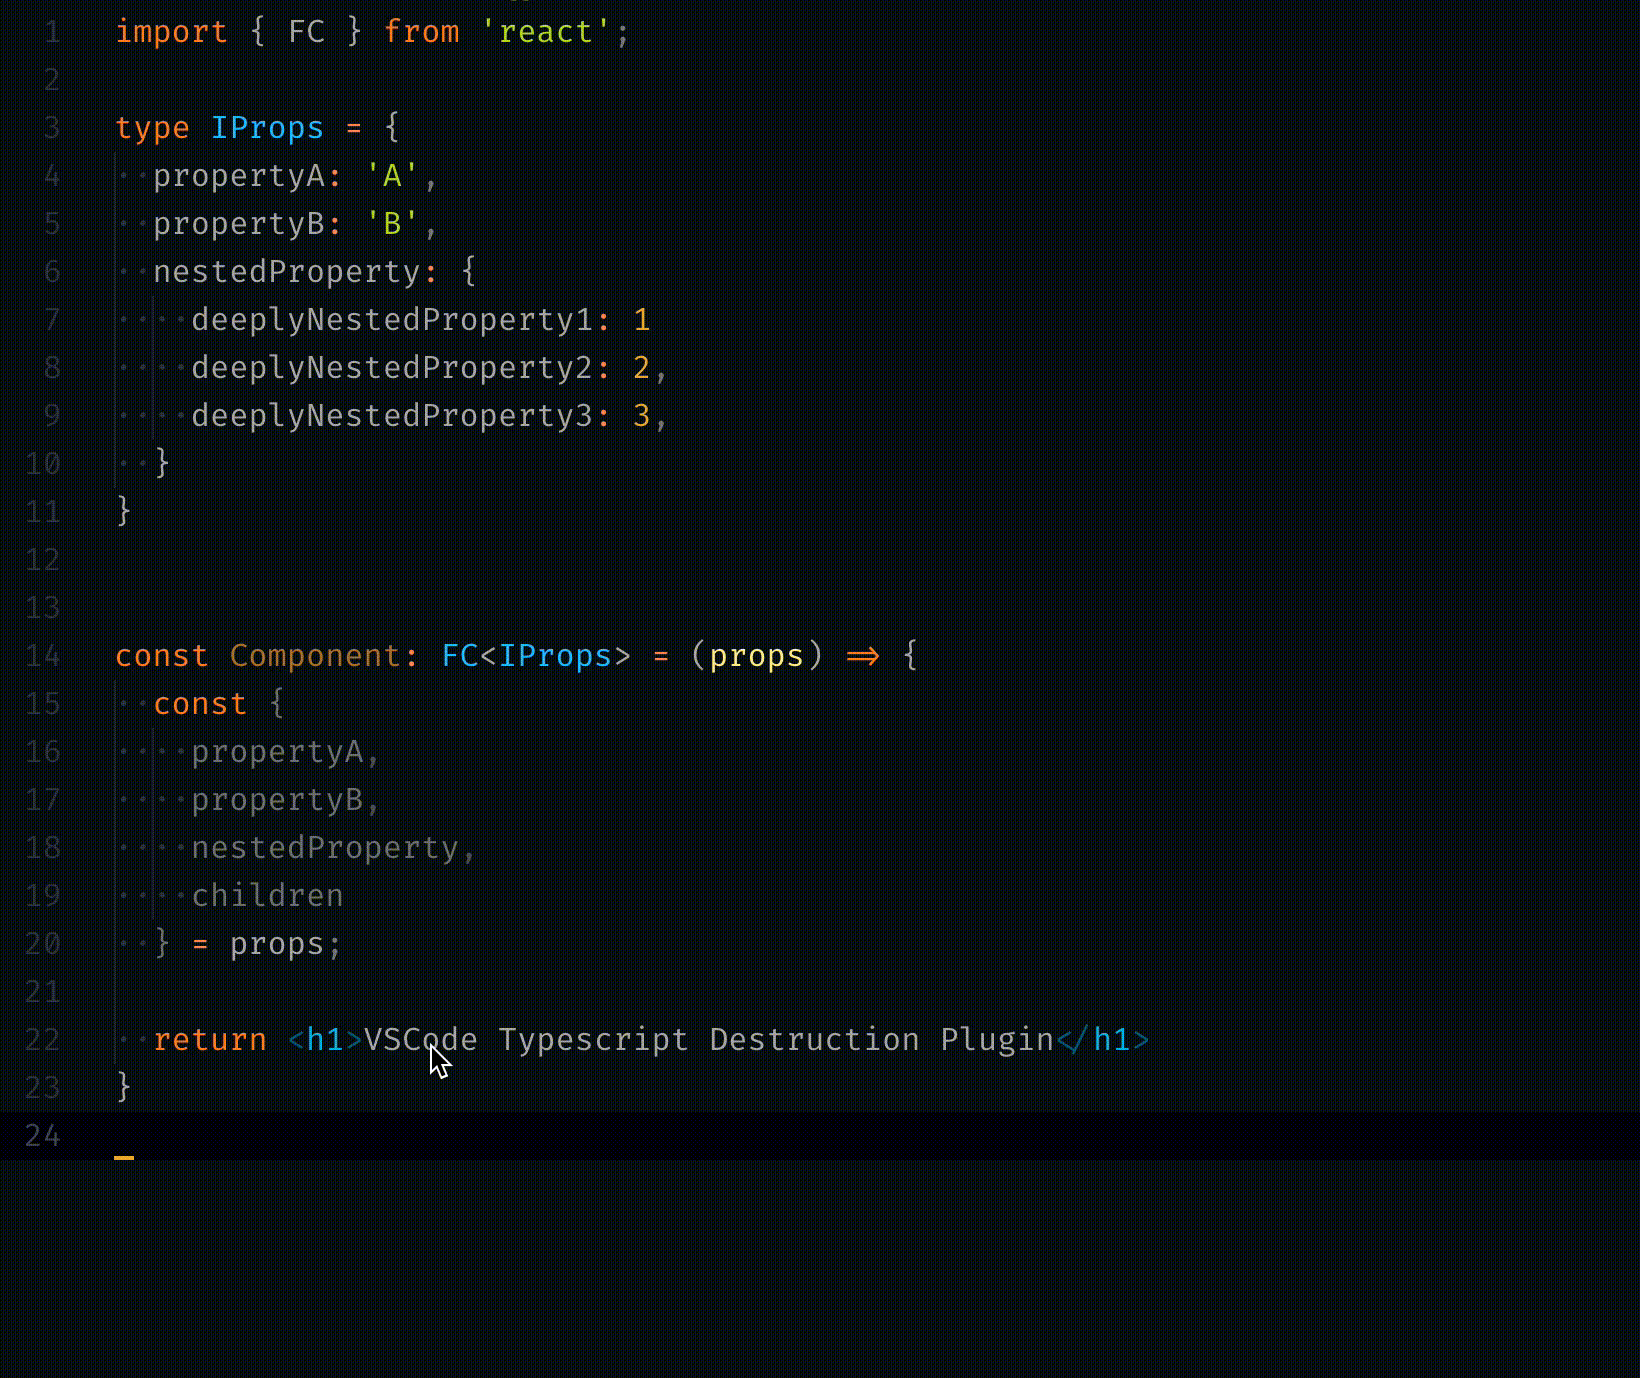 1 import { FC } from 'react';
2
3 type IProps = {
4 propertyA: 'A',
5 propertyB: 'B',
6 nestedProperty: {
7 deeplyNestedProperty1: 1
8 deeplyNestedProperty2: 2,
9 deeplyNestedProperty3: 3,
10 }
11 }
12
13
14 const Component: FC<IProps> = (props) => {
15 const {
16 propertyA,
17 propertyB,
18 nestedProperty,
19 children
20 } = props;
21
22 return <h1>VSCode Typescript Destruction Plugin</h1>
23 }
24